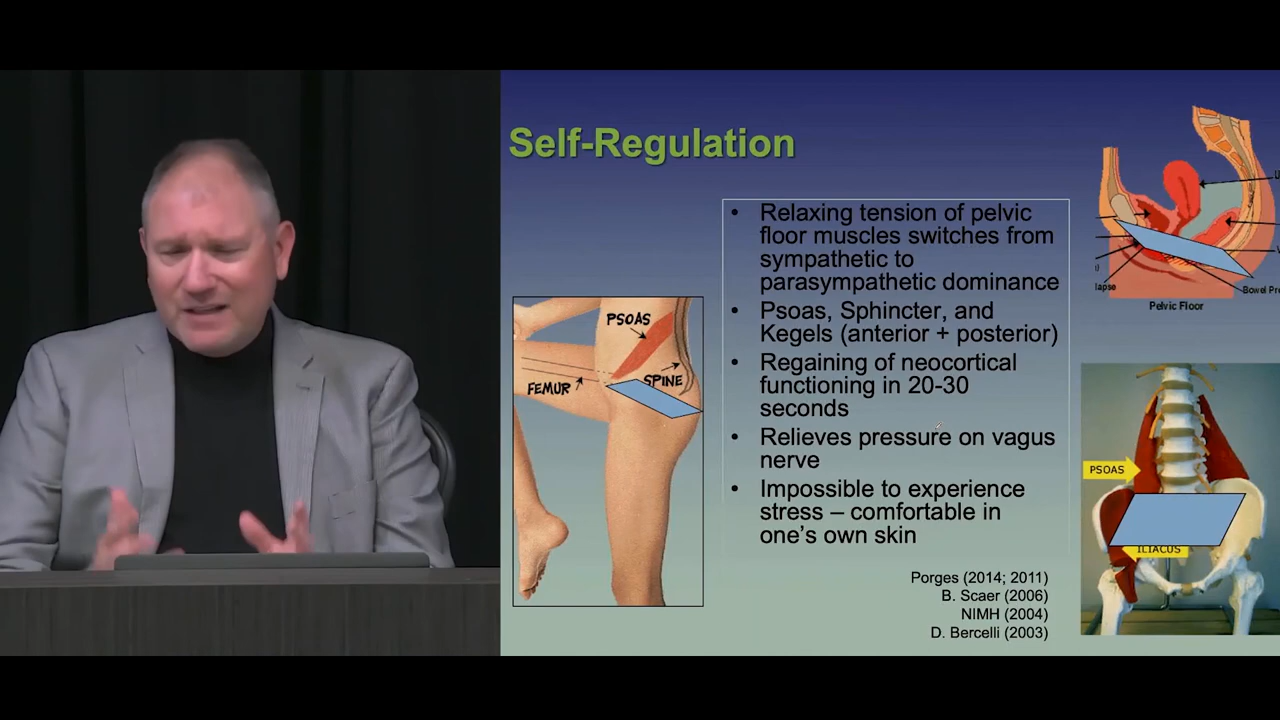 Self-Regulation
• Relaxing tension of pelvic
floor muscles switches from
sympathetic to
parasympathetic dominance
• Psoas, Sphincter, and
Kegels (anterior + posterior)
• Regaining of neocortical
functioning in 20-30
seconds
• Relieves pressure on vagus
nerve
• Impossible to experience
stress – comfortable in
one's own skin
Porges (2014; 2011)
B. Scaer (2006)
NIMH (2004)
D. Bercelli (2003)
PSOAS
FEMUR
SPINE
lapse
Bowel Pr
Pelvic Floor
PSOAS
ILIACUS